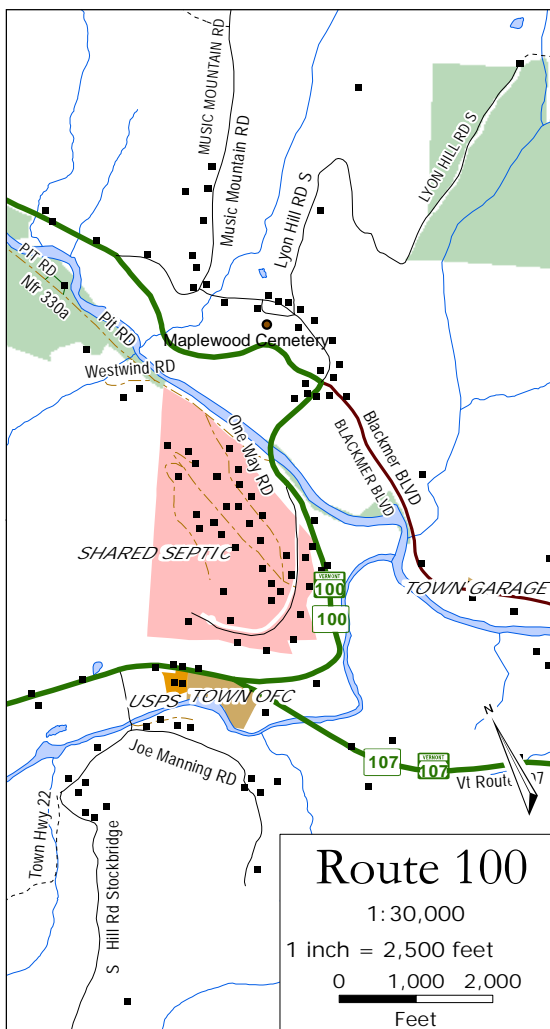 MUSIC MOUNTAIN RD
Music Mountain RD
LYON HILL RD S
Lyon Hill RD S
PIT RD
Nfr 330a
Pit RD
Maplewood Cemetery
Westwind RD
One Way RD
Blackmer BLVD
BLACKMER BLVD
SHARED SEPTIC
TOWN GARAGE
VERMONT
100
100
USPS
TOWN OFC
N
Joe Manning RD
107
VERMONT
107
Vt Route 107
Town Hwy 22
S Hill Rd Stockbridge
Route 100
1:30,000
1 inch = 2,500 feet
0 1,000 2,000
Feet